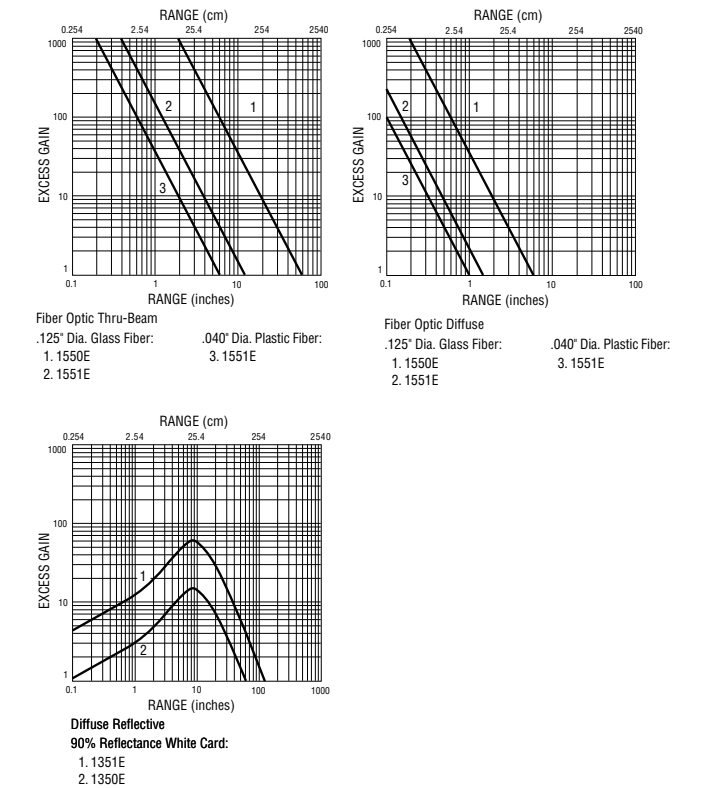 RANGE (cm)
0.254 2.54 25.4 254 2540
1000
100
10
1
EXCESS GAIN
1
2
3
0.1 1 10 100
RANGE (inches)
Fiber Optic Thru-Beam
.125" Dia. Glass Fiber: .040" Dia. Plastic Fiber:
1. 1550E 3. 1551E
2. 1551E
RANGE (cm)
0.254 2.54 25.4 254 2540
1000
100
10
1
EXCESS GAIN
1
2
3
0.1 1 10 100
RANGE (inches)
Fiber Optic Diffuse
.125" Dia. Glass Fiber: .040" Dia. Plastic Fiber:
1. 1550E 3. 1551E
2. 1551E
RANGE (cm)
0.254 2.54 25.4 254 2540
1000
100
10
1
EXCESS GAIN
1
2
0.1 1 10 100 1000
RANGE (inches)
Diffuse Reflective
90% Reflectance White Card:
1. 1351E
2. 1350E